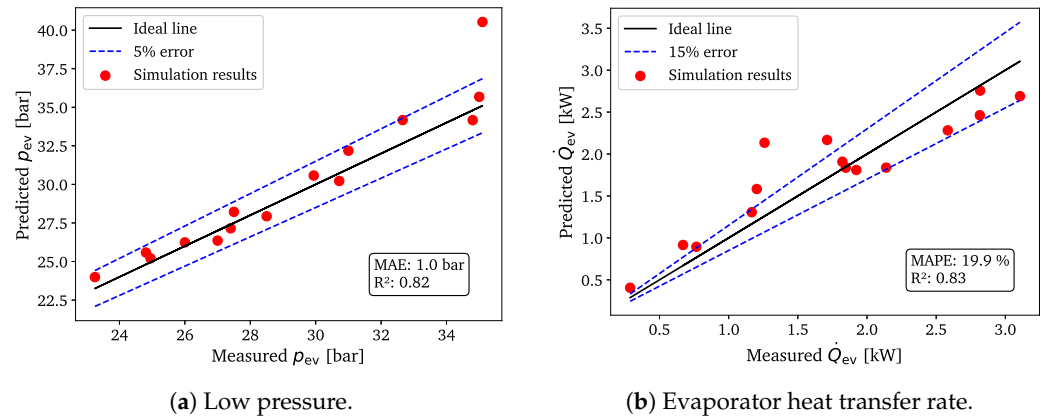 Ideal line
5% error
Simulation results
40.0
37.5
35.0
32.5
30.0
27.5
25.0
22.5
Predicted p_ev [bar]
MAE: 1.0 bar
R²: 0.82
24 26 28 30 32 34
Measured p_ev [bar]
(a) Low pressure.
Ideal line
15% error
Simulation results
3.5
3.0
2.5
2.0
1.5
1.0
0.5
Predicted Q̇_ev [kW]
MAPE: 19.9 %
R²: 0.83
0.5 1.0 1.5 2.0 2.5 3.0
Measured Q̇_ev [kW]
(b) Evaporator heat transfer rate.